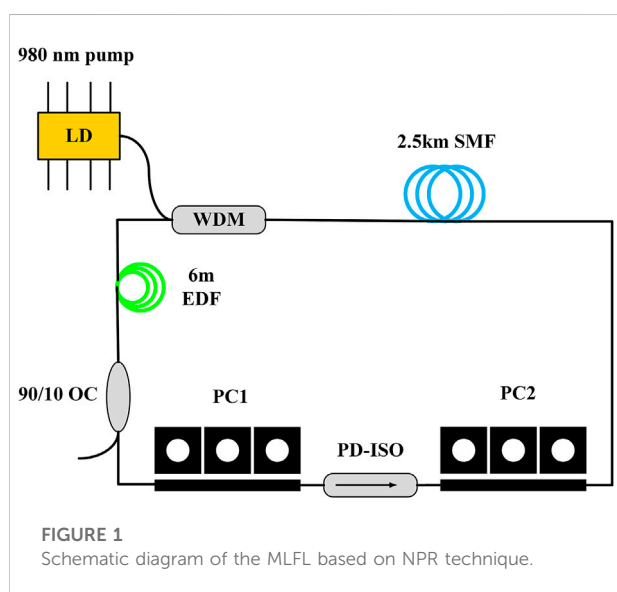 980 nm pump
LD
2.5km SMF
WDM
6m
EDF
90/10 OC
PC1
PC2
PD-ISO
FIGURE 1
Schematic diagram of the MLFL based on NPR technique.